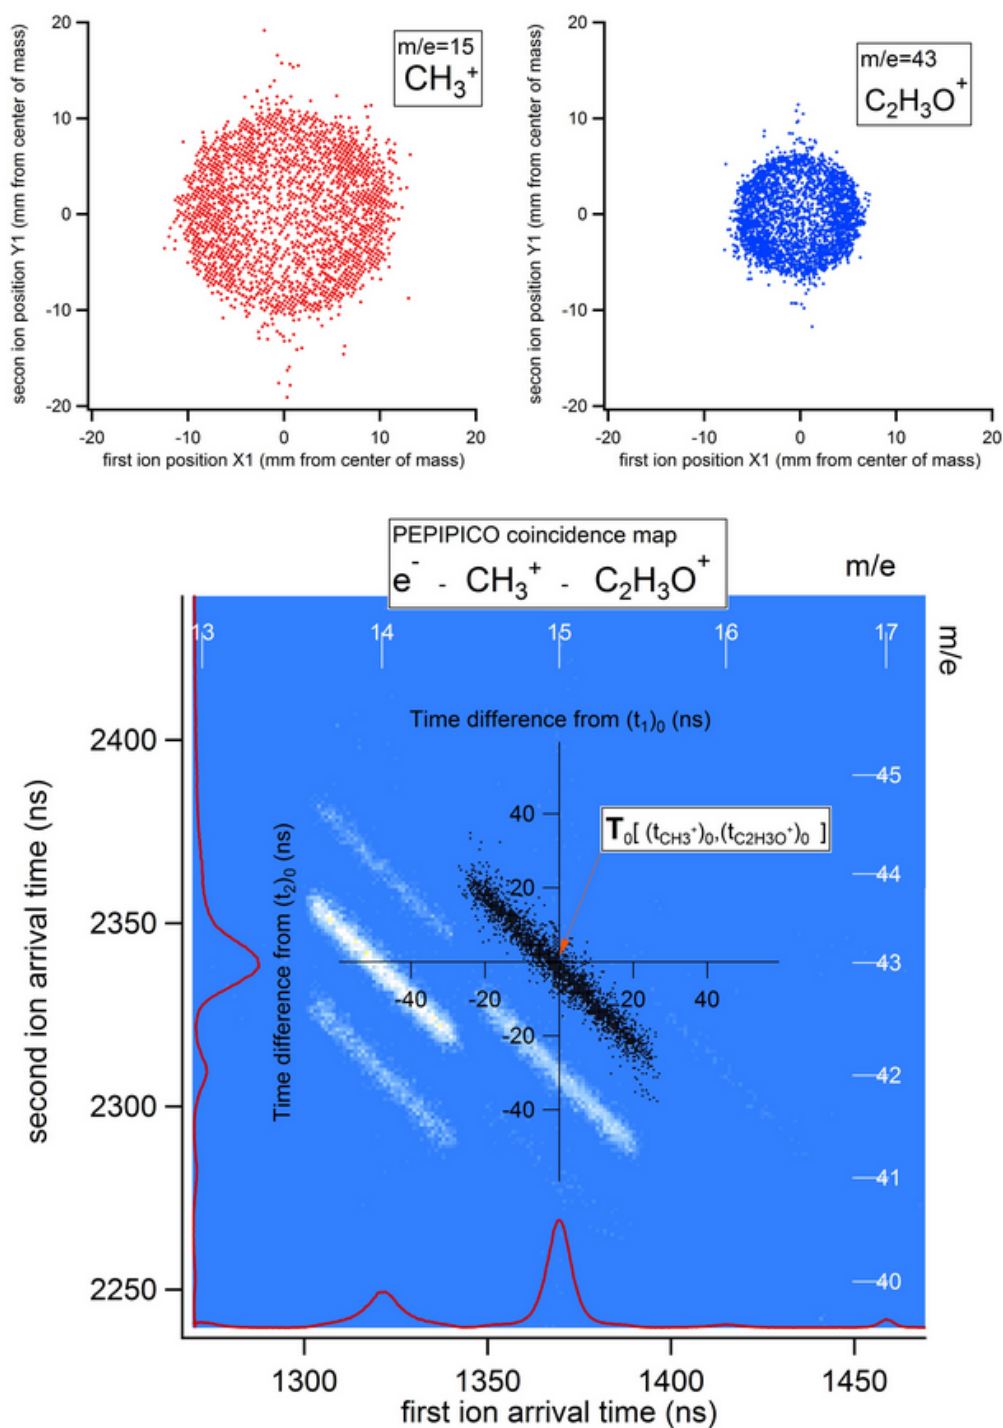 20
10
0
-10
-20
secon ion position Y1 (mm from center of mass)
m/e=15
CH₃⁺
-20 -10 0 10 20
first ion position X1 (mm from center of mass)
20
10
0
-10
-20
secon ion position Y1 (mm from center of mass)
m/e=43
C₂H₃O⁺
-20 -10 0 10 20
first ion position X1 (mm from center of mass)
PEPIPICO coincidence map
e⁻ - CH₃⁺ - C₂H₃O⁺
m/e
13 14 15 16 17
m/e
Time difference from (t₁)₀ (ns)
2400
2350
2300
2250
second ion arrival time (ns)
Time difference from (t₂)₀ (ns)
40
20
-20
-40
-40 -20 20 40
T₀[ (t_CH3⁺)₀,(t_C2H3O⁺)₀ ]
45
44
43
42
41
40
1300 1350 1400 1450
first ion arrival time (ns)